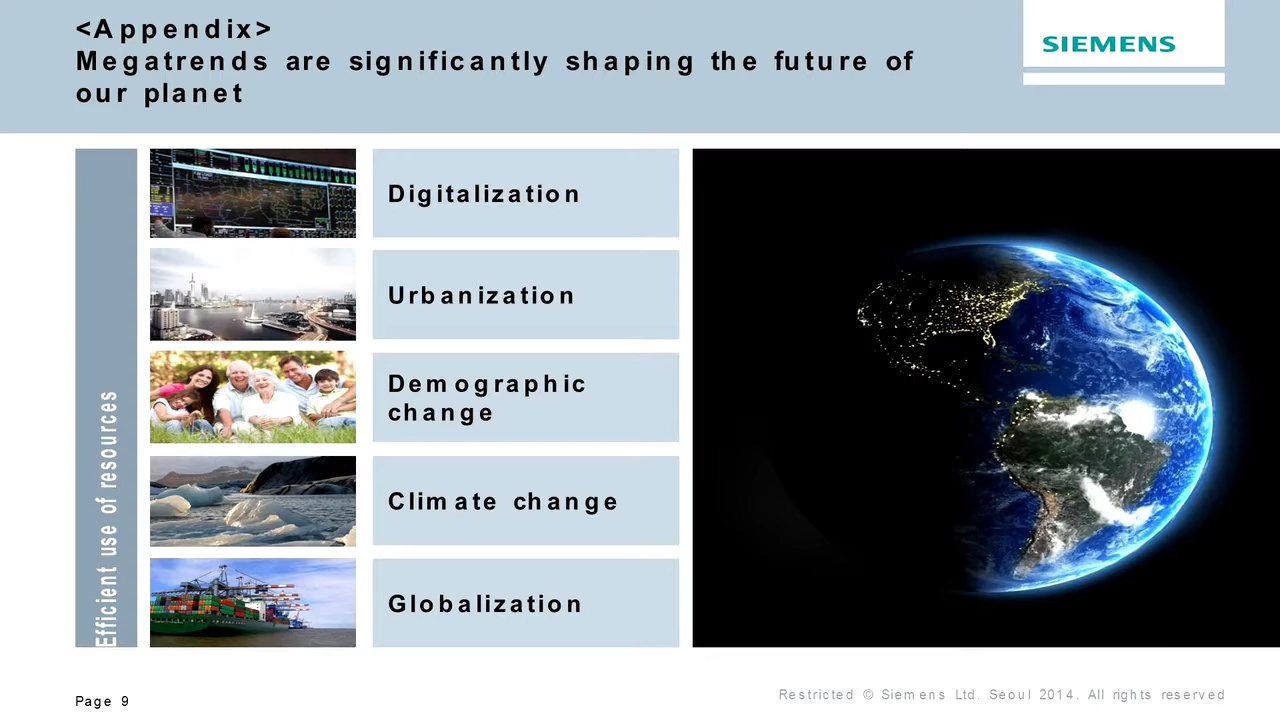 <Appendix>
Megatrends are significantly shaping the future of
our planet
SIEMENS
Efficient use of resources
Digitalization
Urbanization
Demographic
change
Climate change
Globalization
Page 9
Restricted © Siemens Ltd. Seoul 2014. All rights reserved